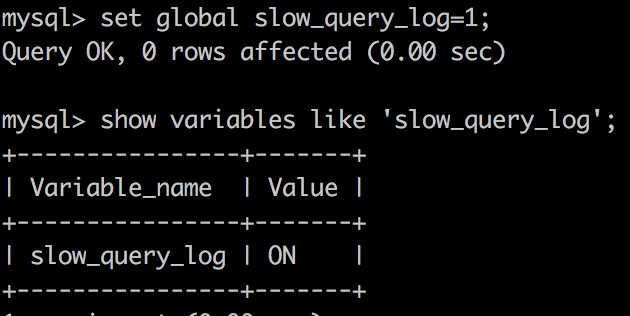 mysql> set global slow_query_log=1;
Query OK, 0 rows affected (0.00 sec)
mysql> show variables like 'slow_query_log';
+----------------+-------+
| Variable_name  | Value |
+----------------+-------+
| slow_query_log | ON    |
+----------------+-------+